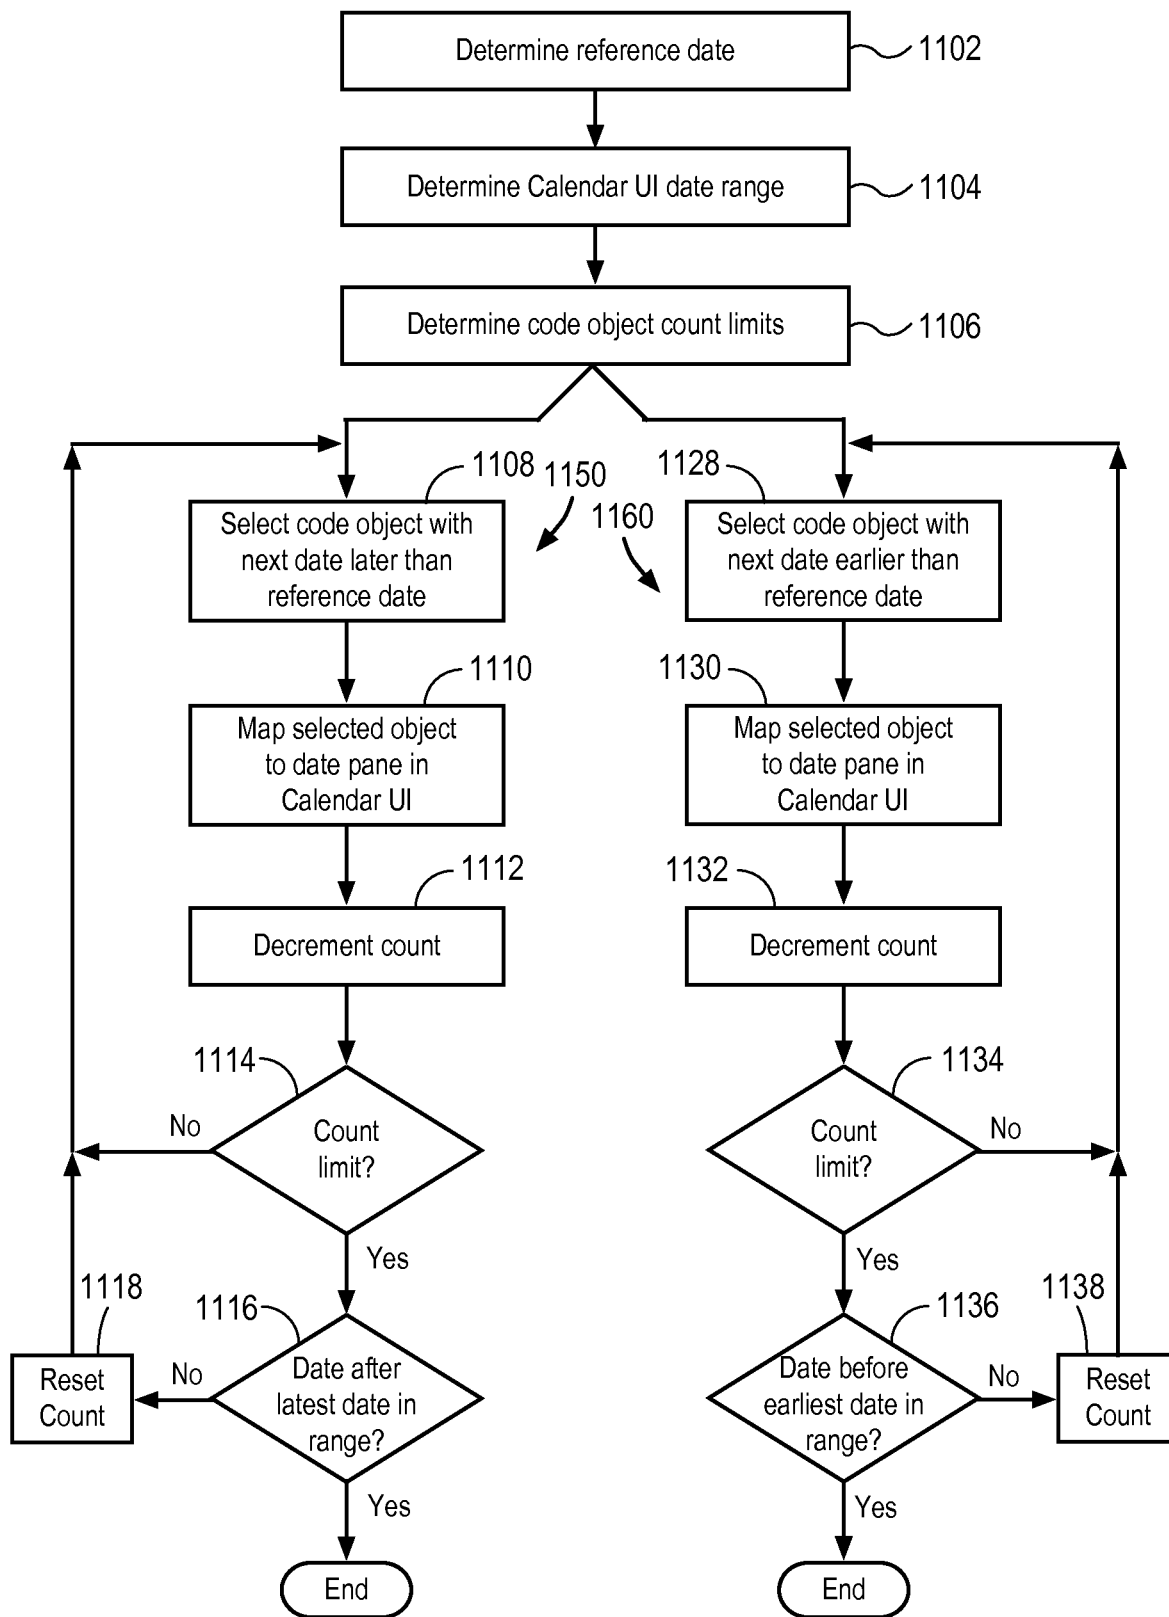 Determine reference date
1102
Determine Calendar UI date range
1104
Determine code object count limits
1106
1108
1150
1128
1160
Select code object with
next date later than
reference date
Select code object with
next date earlier than
reference date
1110
1130
Map selected object
to date pane in
Calendar UI
Map selected object
to date pane in
Calendar UI
1112
1132
Decrement count
Decrement count
1114
1134
No
Count
limit?
Count
limit?
No
Yes
Yes
1118
1116
1136
1138
Reset
Count
No
Date after
latest date in
range?
Date before
earliest date in
range?
No
Reset
Count
Yes
Yes
End
End